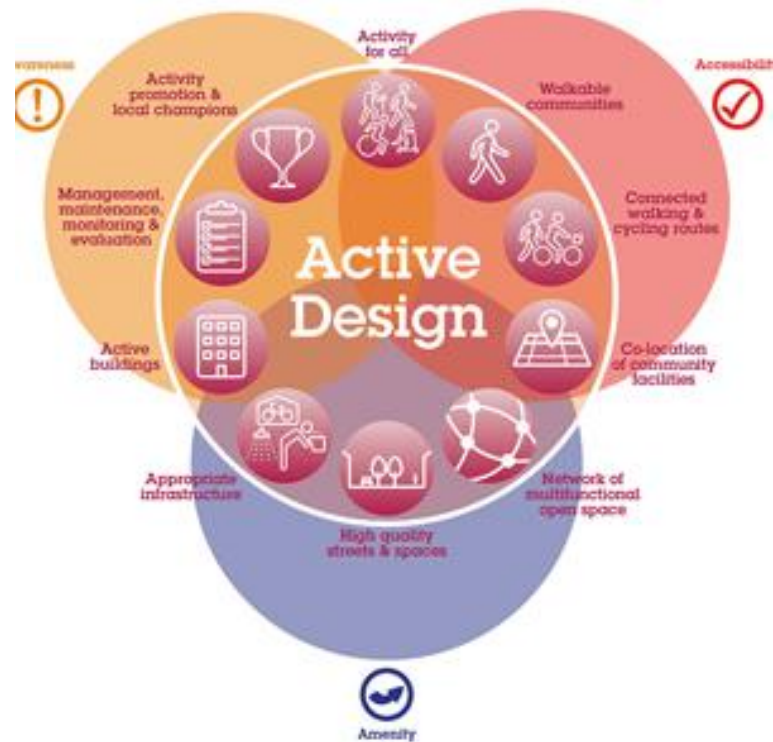 Activity
for all
wareness
Accessibilit
Activity
promotion &
local champions
Walkable
communities
Management,
maintenance,
monitoring &
evaluation
Connected
walking &
cycling routes
Active
Design
Active
buildings
Co-location
of community
facilities
Appropriate
infrastructure
High quality
streets & spaces
Network of
multifunctional
open space
Amenity